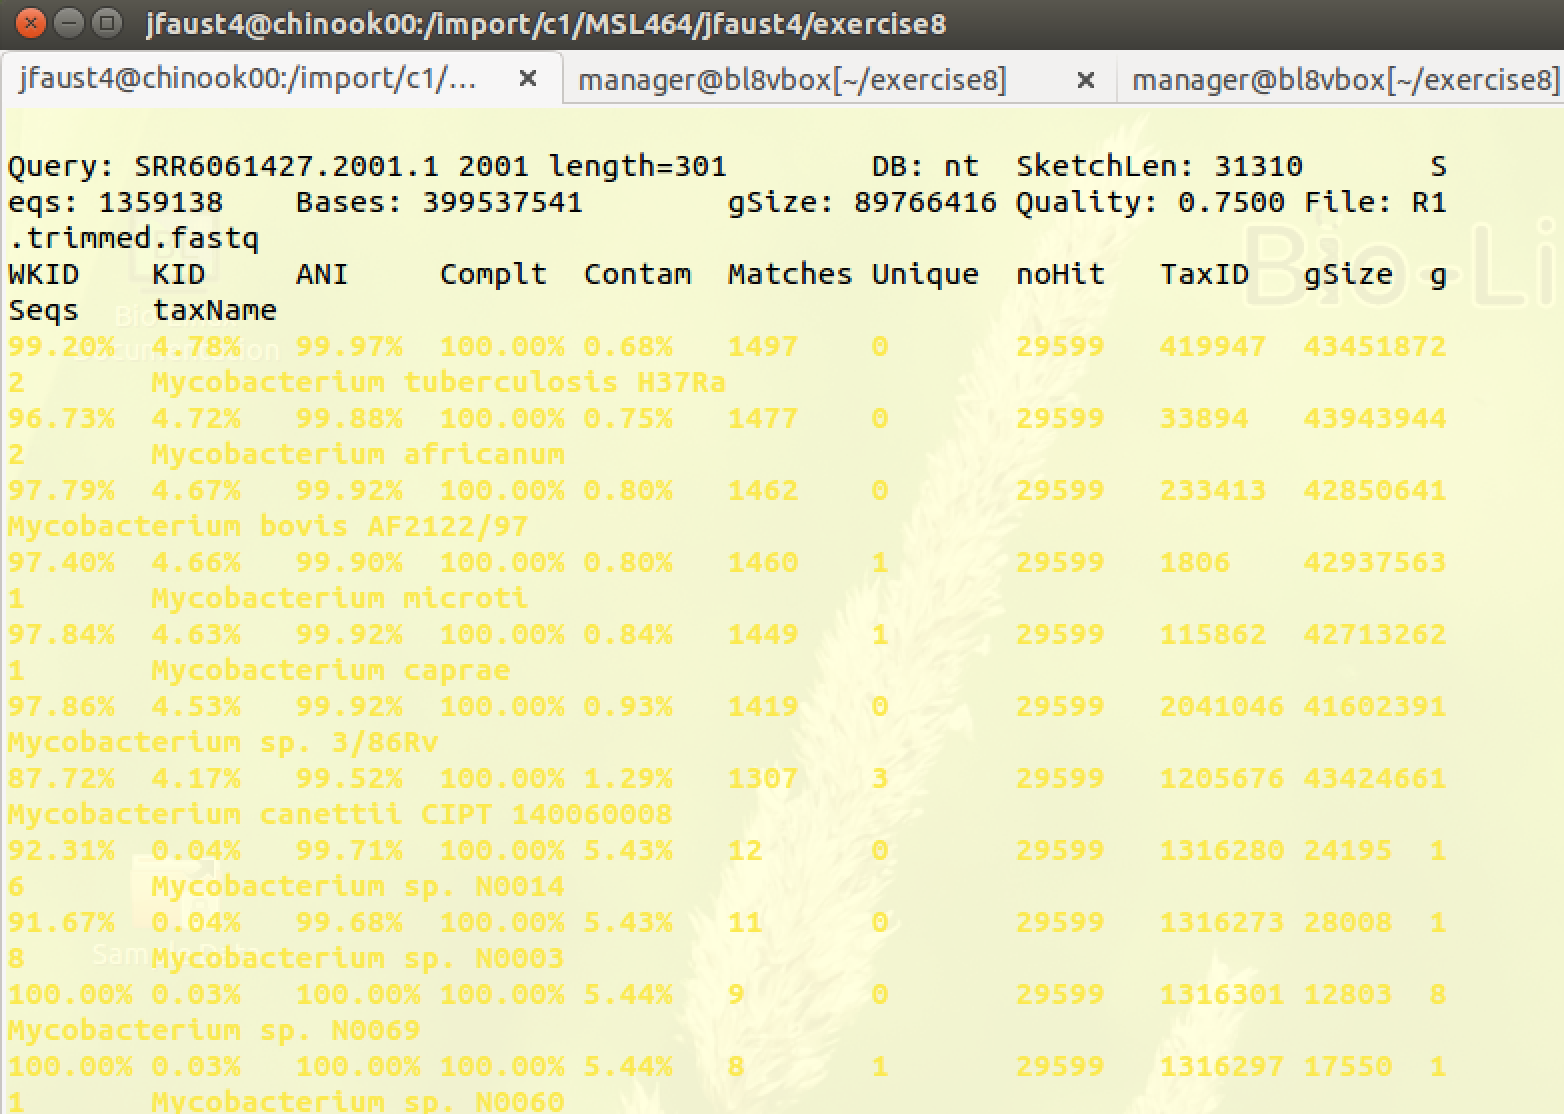 jfaust4@chinook00:/import/c1/MSL464/jfaust4/exercise8
jfaust4@chinook00:/import/c1/... manager@bl8vbox[~/exercise8] manager@bl8vbox[~/exercise8]
Query: SRR6061427.2001.1 2001 length=301 DB: nt SketchLen: 31310 S
eqs: 1359138 Bases: 399537541 gSize: 89766416 Quality: 0.7500 File: R1
.trimmed.fastq
WKID KID ANI Complt Contam Matches Unique noHit TaxID gSize g
Seqs taxName
99.20% 4.78% 99.97% 100.00% 0.68% 1497 0 29599 419947 43451872
2 Mycobacterium tuberculosis H37Ra
96.73% 4.72% 99.88% 100.00% 0.75% 1477 0 29599 33894 43943944
2 Mycobacterium africanum
97.79% 4.67% 99.92% 100.00% 0.80% 1462 0 29599 233413 42850641
Mycobacterium bovis AF2122/97
97.40% 4.66% 99.90% 100.00% 0.80% 1460 1 29599 1806 42937563
1 Mycobacterium microti
97.84% 4.63% 99.92% 100.00% 0.84% 1449 1 29599 115862 42713262
1 Mycobacterium caprae
97.86% 4.53% 99.92% 100.00% 0.93% 1419 0 29599 2041046 41602391
Mycobacterium sp. 3/86Rv
87.72% 4.17% 99.52% 100.00% 1.29% 1307 3 29599 1205676 43424661
Mycobacterium canettii CIPT 140060008
92.31% 0.04% 99.71% 100.00% 5.43% 12 0 29599 1316280 24195 1
6 Mycobacterium sp. N0014
91.67% 0.04% 99.68% 100.00% 5.43% 11 0 29599 1316273 28008 1
8 Mycobacterium sp. N0003
100.00% 0.03% 100.00% 100.00% 5.44% 9 0 29599 1316301 12803 8
Mycobacterium sp. N0069
100.00% 0.03% 100.00% 100.00% 5.44% 8 1 29599 1316297 17550 1
1 Mycobacterium sp. N0060
Bio-Li
Documentation
Sample Data